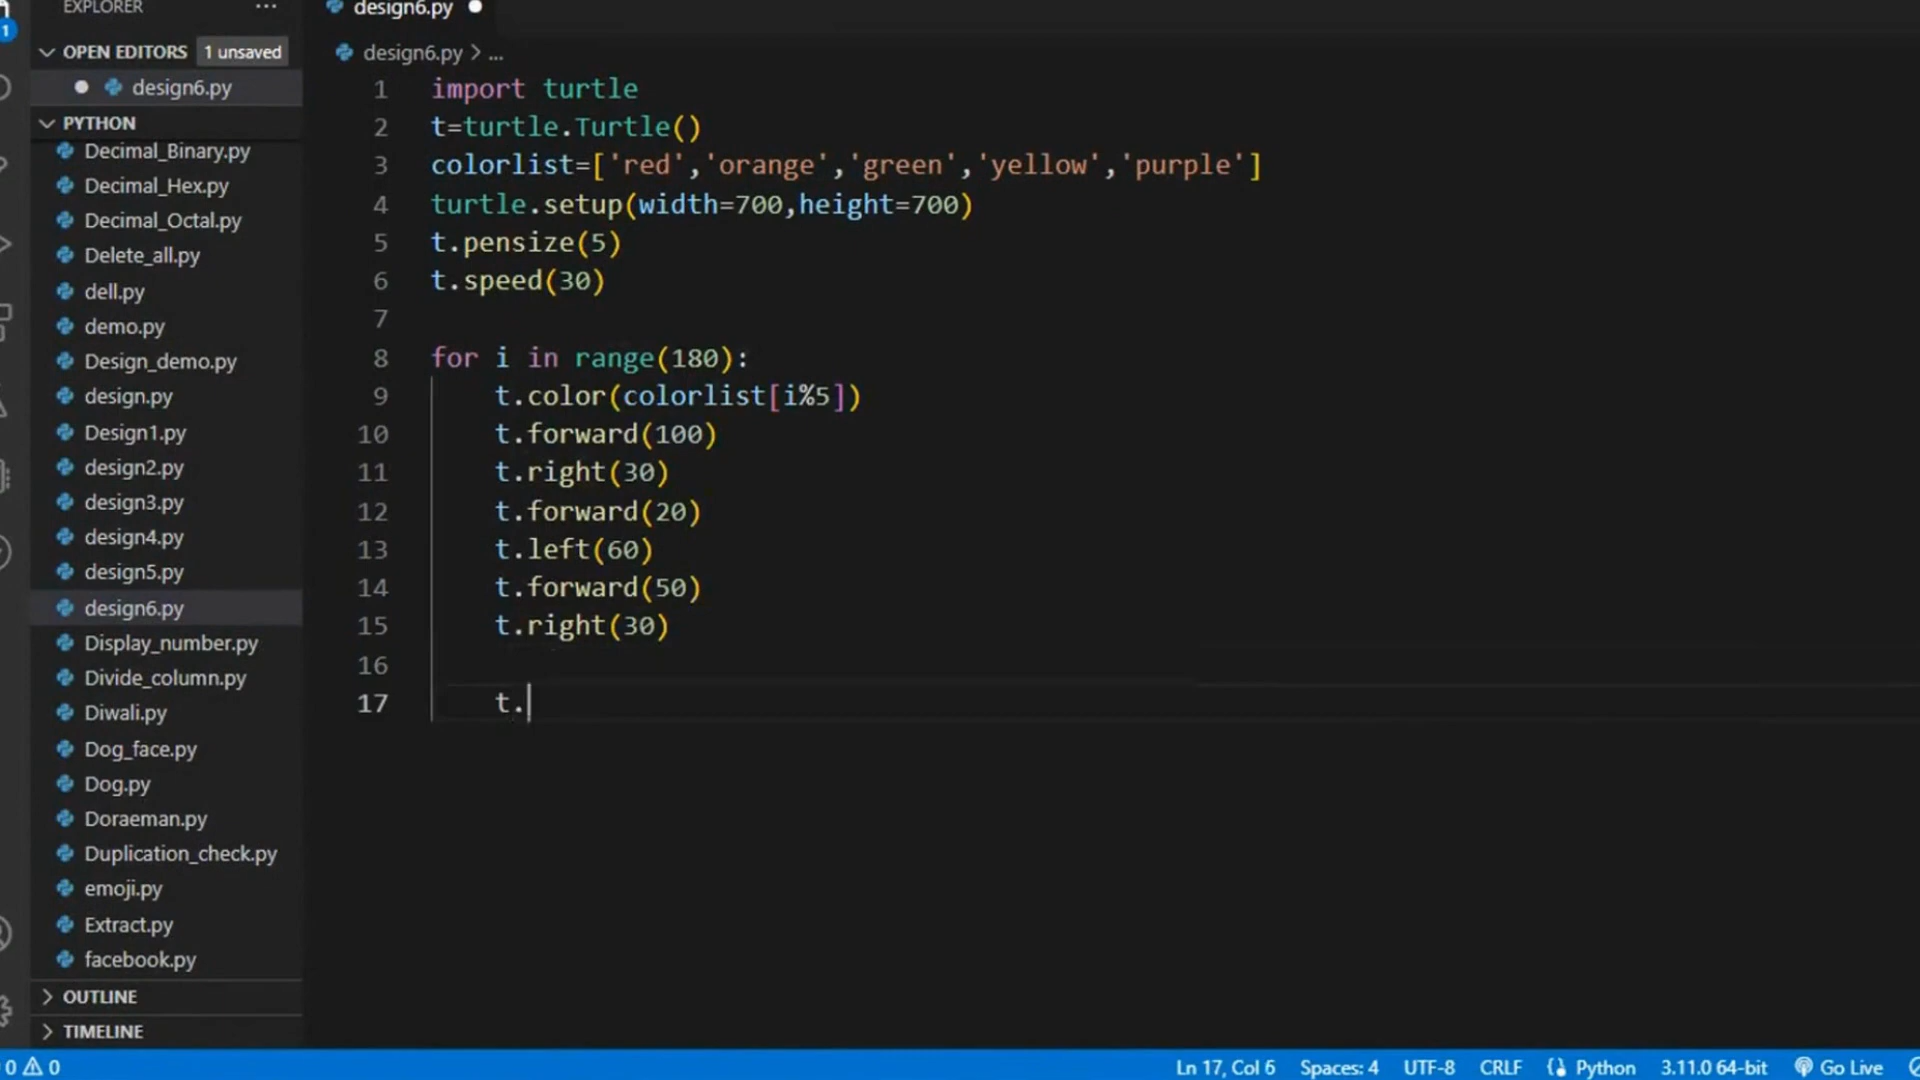 EXPLORER ...
1
OPEN EDITORS 1 unsaved
design6.py
PYTHON
Decimal_Binary.py
Decimal_Hex.py
Decimal_Octal.py
Delete_all.py
dell.py
demo.py
Design_demo.py
design.py
Design1.py
design2.py
design3.py
design4.py
design5.py
design6.py
Display_number.py
Divide_column.py
Diwali.py
Dog_face.py
Dog.py
Doraeman.py
Duplication_check.py
emoji.py
Extract.py
facebook.py
OUTLINE
TIMELINE
design6.py
design6.py > ...
1 import turtle
2 t=turtle.Turtle()
3 colorlist=['red','orange','green','yellow','purple']
4 turtle.setup(width=700,height=700)
5 t.pensize(5)
6 t.speed(30)
7
8 for i in range(180):
9     t.color(colorlist[i%5])
10     t.forward(100)
11     t.right(30)
12     t.forward(20)
13     t.left(60)
14     t.forward(50)
15     t.right(30)
16
17     t.
0 0 Ln 17, Col 6 Spaces: 4 UTF-8 CRLF Python 3.11.0 64-bit Go Live